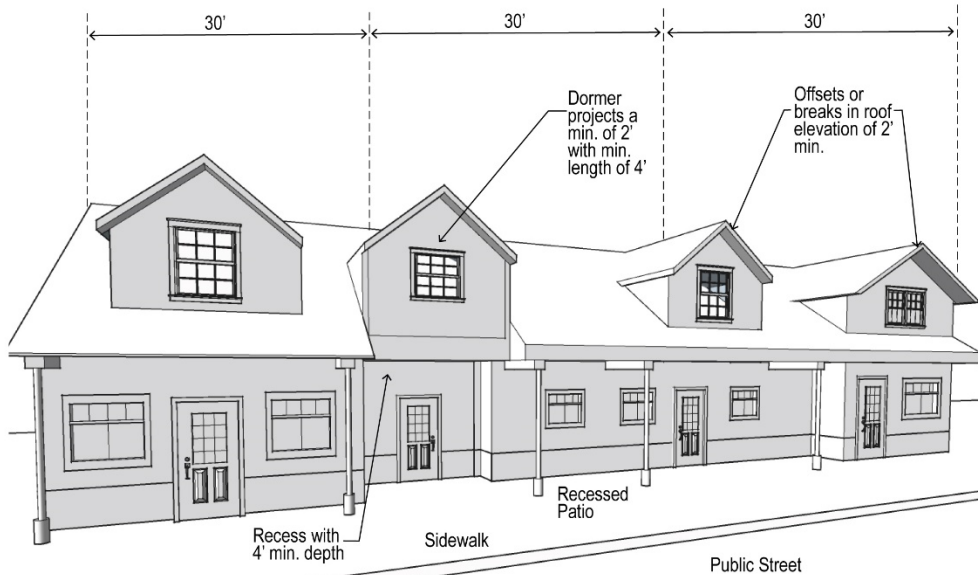 30’
30’
30’
Dormer
projects a
min. of 2’
with min.
length of 4’
Offsets or
breaks in roof
elevation of 2’
min.
Recess with
4’ min. depth
Sidewalk
Recessed
Patio
Public Street